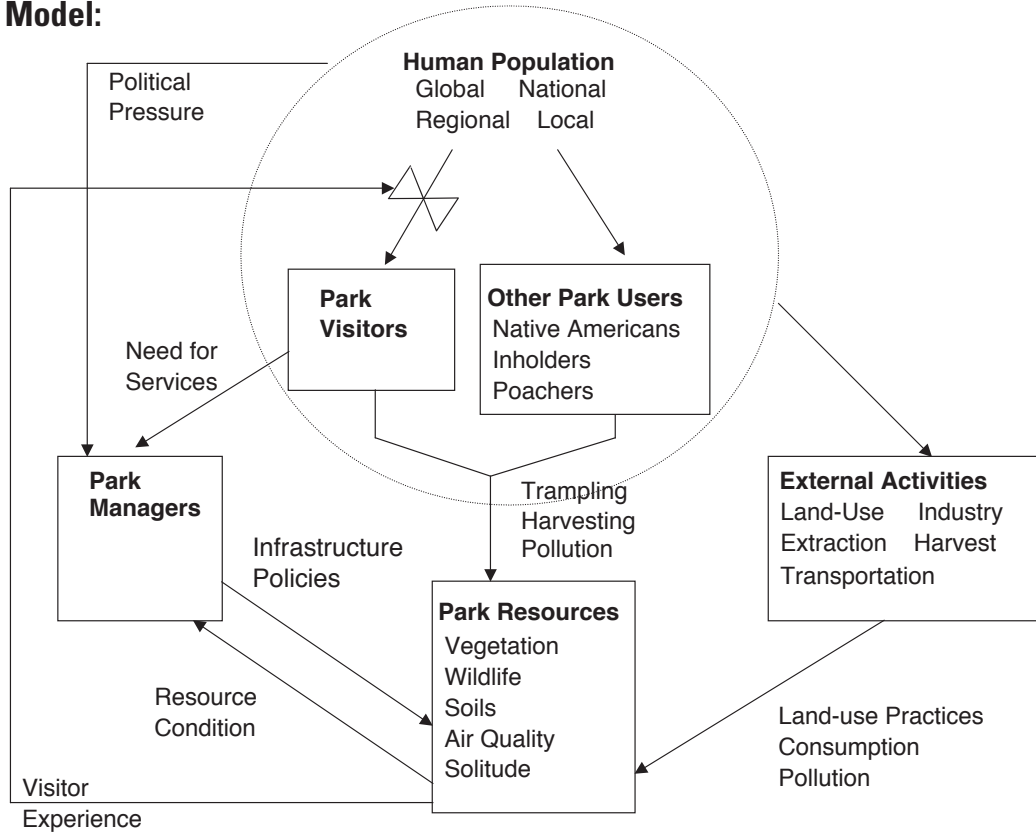 Model:
Political
Pressure
Human Population
Global National
Regional Local
Park
Visitors
Other Park Users
Native Americans
Inholders
Poachers
Need for
Services
Park
Managers
Trampling
Harvesting
Pollution
External Activities
Land-Use Industry
Extraction Harvest
Transportation
Infrastructure
Policies
Park Resources
Vegetation
Wildlife
Soils
Air Quality
Solitude
Resource
Condition
Land-use Practices
Consumption
Pollution
Visitor
Experience